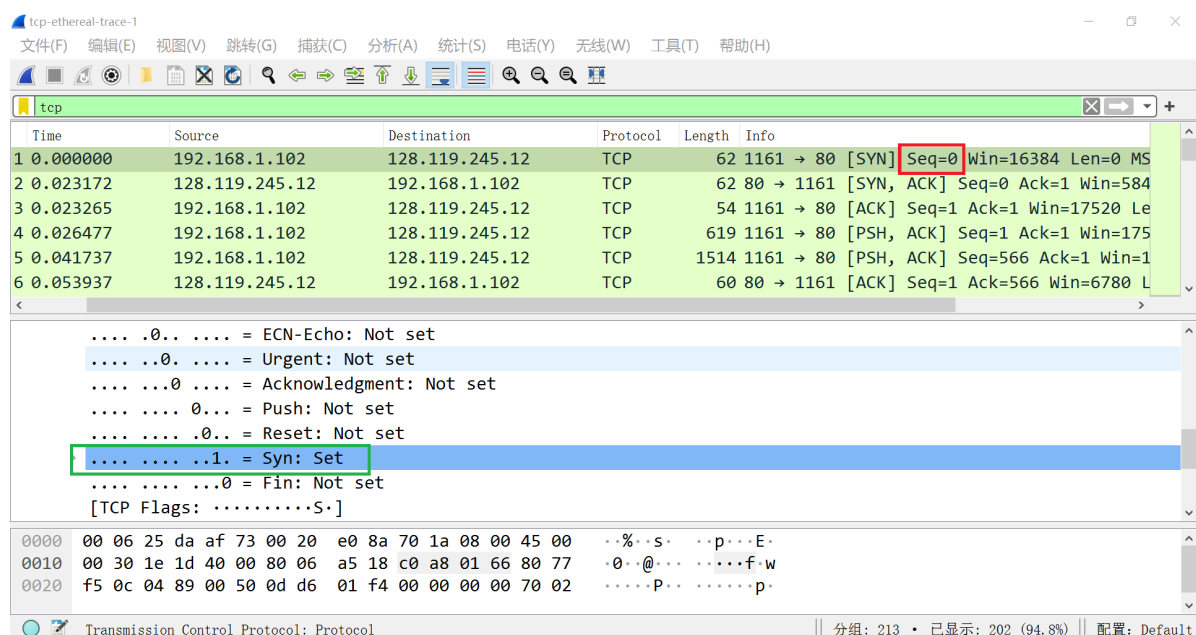 tcp-ethereal-trace-1
文件(F) 编辑(E) 视图(V) 跳转(G) 捕获(C) 分析(A) 统计(S) 电话(Y) 无线(W) 工具(T) 帮助(H)
tcp
Time Source Destination Protocol Length Info
1 0.000000 192.168.1.102 128.119.245.12 TCP 62 1161 → 80 [SYN] Seq=0 Win=16384 Len=0 MS
2 0.023172 128.119.245.12 192.168.1.102 TCP 62 80 → 1161 [SYN, ACK] Seq=0 Ack=1 Win=584
3 0.023265 192.168.1.102 128.119.245.12 TCP 54 1161 → 80 [ACK] Seq=1 Ack=1 Win=17520 Le
4 0.026477 192.168.1.102 128.119.245.12 TCP 619 1161 → 80 [PSH, ACK] Seq=1 Ack=1 Win=175
5 0.041737 192.168.1.102 128.119.245.12 TCP 1514 1161 → 80 [PSH, ACK] Seq=566 Ack=1 Win=1
6 0.053937 128.119.245.12 192.168.1.102 TCP 60 80 → 1161 [ACK] Seq=1 Ack=566 Win=6780 L
.... .0.. .... = ECN-Echo: Not set
.... ..0. .... = Urgent: Not set
.... ...0 .... = Acknowledgment: Not set
.... .... 0... = Push: Not set
.... .... .0.. = Reset: Not set
.... .... ..1. = Syn: Set
.... .... ...0 = Fin: Not set
[TCP Flags: ··········S·]
0000 00 06 25 da af 73 00 20 e0 8a 70 1a 08 00 45 00 ··%··s· ··p···E·
0010 00 30 1e 1d 40 00 80 06 a5 18 c0 a8 01 66 80 77 ·0··@··· ·····f·w
0020 f5 0c 04 89 00 50 0d d6 01 f4 00 00 00 00 70 02 ·····P·· ······p·
Transmission Control Protocol: Protocol 分组: 213 · 已显示: 202 (94.8%) 配置: Default